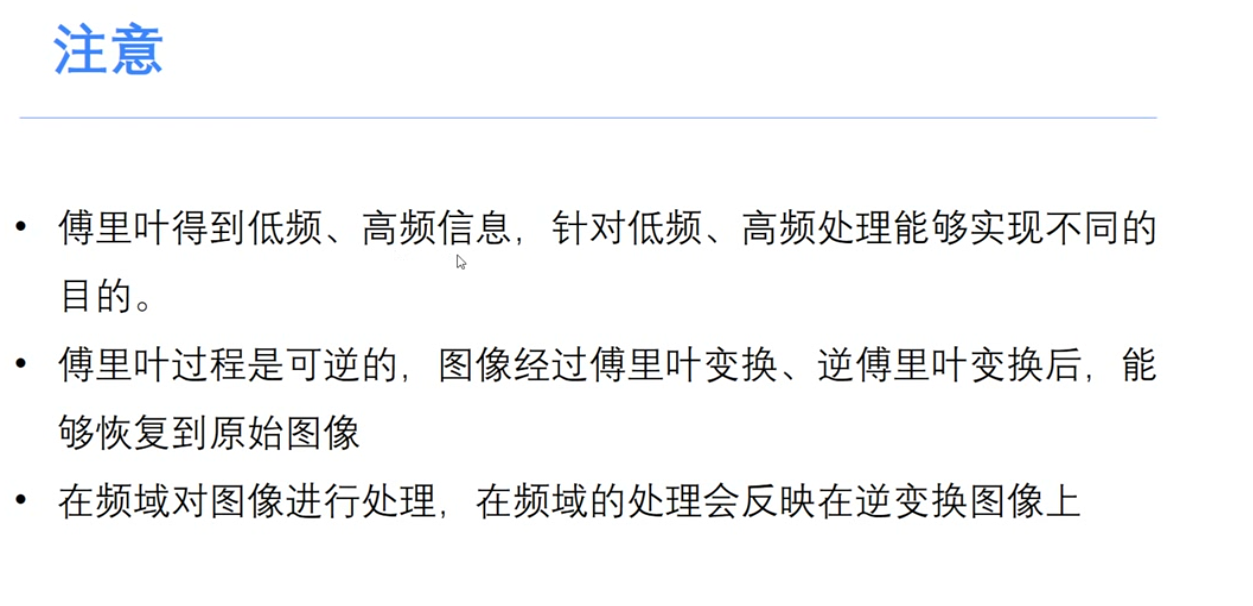 注意
• 傅里叶得到低频、高频信息，针对低频、高频处理能够实现不同的
目的。
• 傅里叶过程是可逆的，图像经过傅里叶变换、逆傅里叶变换后，能
够恢复到原始图像
• 在频域对图像进行处理，在频域的处理会反映在逆变换图像上